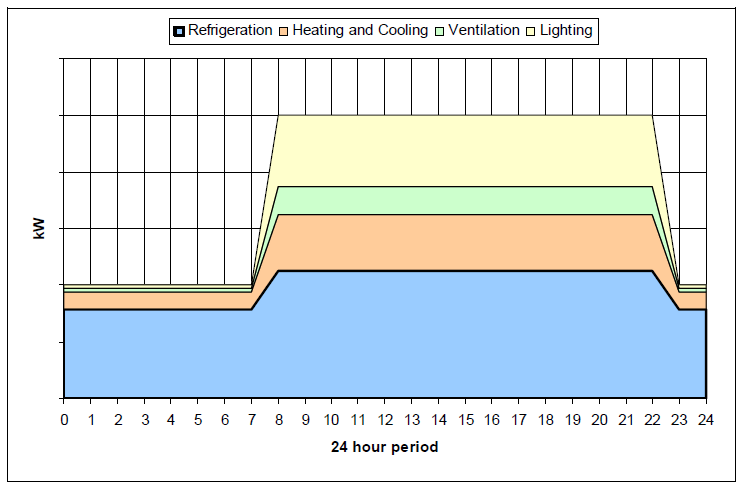 Refrigeration Heating and Cooling Ventilation Lighting
kW
0 1 2 3 4 5 6 7 8 9 10 11 12 13 14 15 16 17 18 19 20 21 22 23 24
24 hour period